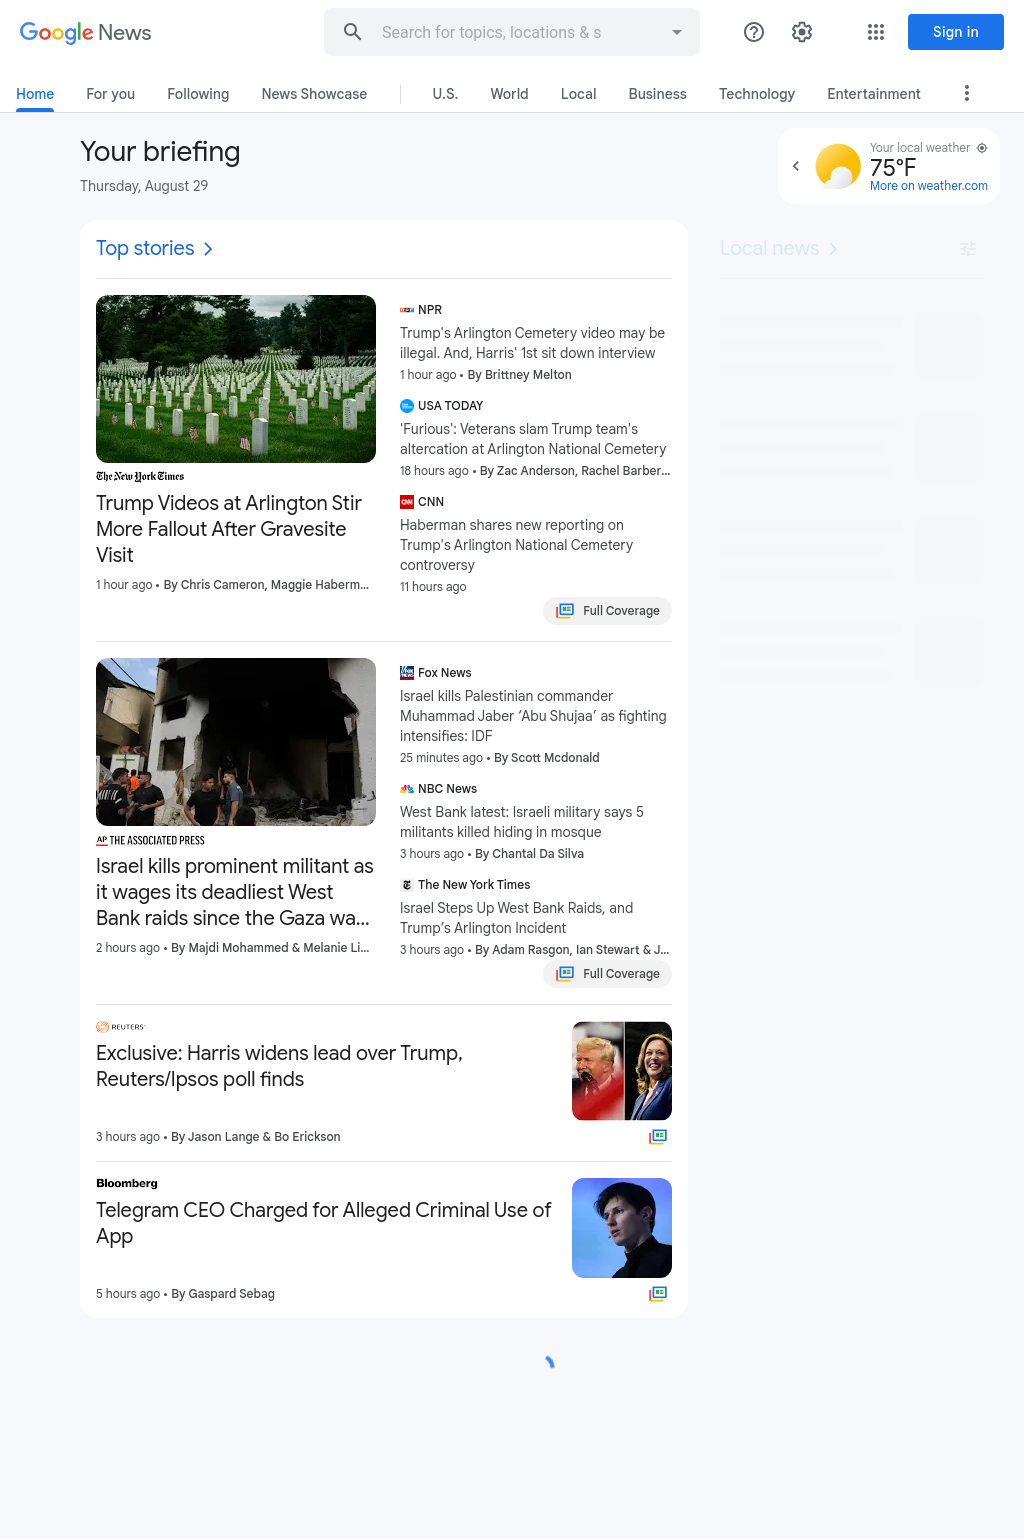 Google News
Search for topics, locations & s
Sign in
Home
For you
Following
News Showcase
U.S.
World
Local
Business
Technology
Entertainment
Your briefing
Thursday, August 29
Your local weather
75°F
More on weather.com
Top stories
Local news
The New York Times
Trump Videos at Arlington Stir
More Fallout After Gravesite
Visit
1 hour ago • By Chris Cameron, Maggie Haberm...
NPR
Trump's Arlington Cemetery video may be
illegal. And, Harris' 1st sit down interview
1 hour ago • By Brittney Melton
USA TODAY
'Furious': Veterans slam Trump team's
altercation at Arlington National Cemetery
18 hours ago • By Zac Anderson, Rachel Barber...
CNN
Haberman shares new reporting on
Trump's Arlington National Cemetery
controversy
11 hours ago
Full Coverage
AP THE ASSOCIATED PRESS
Israel kills prominent militant as
it wages its deadliest West
Bank raids since the Gaza wa...
2 hours ago • By Majdi Mohammed & Melanie Li...
Fox News
Israel kills Palestinian commander
Muhammad Jaber ‘Abu Shujaa’ as fighting
intensifies: IDF
25 minutes ago • By Scott Mcdonald
NBC News
West Bank latest: Israeli military says 5
militants killed hiding in mosque
3 hours ago • By Chantal Da Silva
The New York Times
Israel Steps Up West Bank Raids, and
Trump’s Arlington Incident
3 hours ago • By Adam Rasgon, Ian Stewart & J...
Full Coverage
REUTERS
Exclusive: Harris widens lead over Trump,
Reuters/Ipsos poll finds
3 hours ago • By Jason Lange & Bo Erickson
Bloomberg
Telegram CEO Charged for Alleged Criminal Use of
App
5 hours ago • By Gaspard Sebag